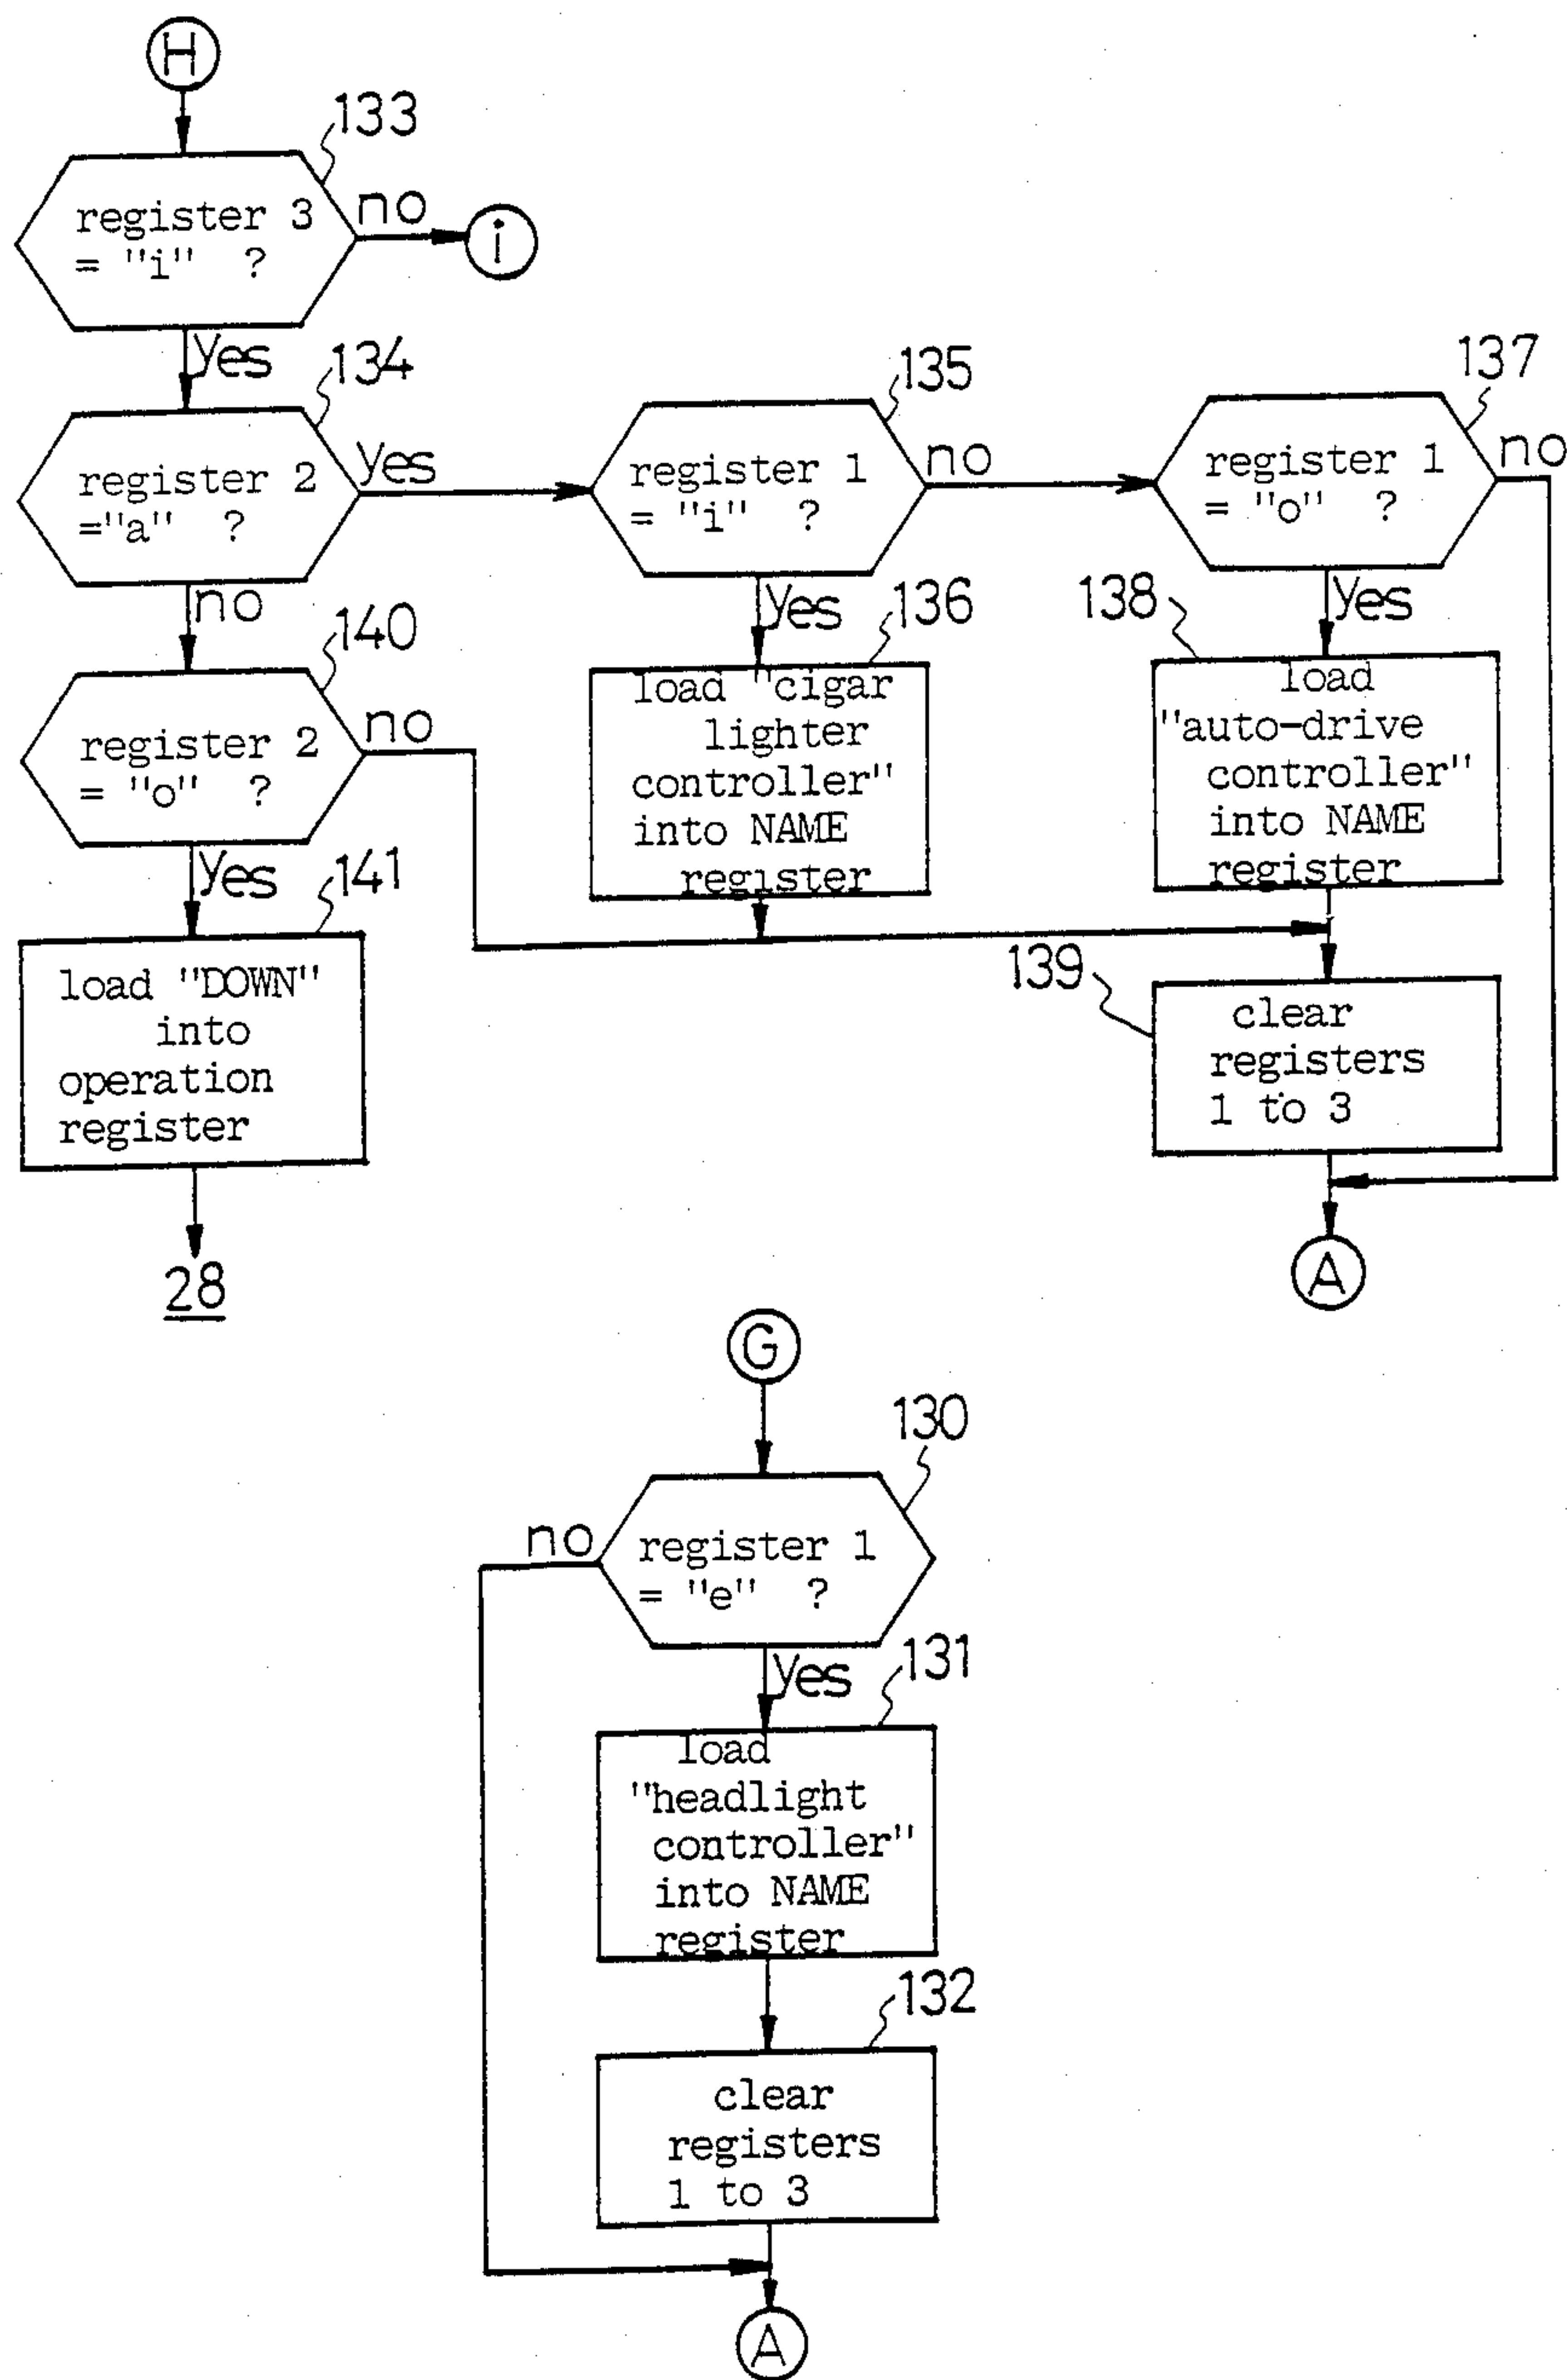 H
133
register 3
= "i" ?
no
i
yes
134
register 2
="a" ?
yes
135
register 1
= "i" ?
no
137
register 1
= "o" ?
no
no
140
register 2
= "o" ?
no
yes
136
load "cigar
lighter
controller"
into NAME
register
yes
138
load
"auto-drive
controller"
into NAME
register
yes
141
load "DOWN"
into
operation
register
28
139
clear
registers
1 to 3
A
G
130
register 1
= "e" ?
no
yes
131
load
"headlight
controller"
into NAME
register
132
clear
registers
1 to 3
A